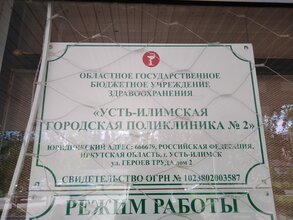 ОБЛАСТНОЕ ГОСУДАРСТВЕННОЕ
БЮДЖЕТНОЕ УЧРЕЖДЕНИЕ
ЗДРАВООХРАНЕНИЯ
«УСТЬ-ИЛИМСКАЯ
ГОРОДСКАЯ ПОЛИКЛИНИКА № 2»
ЮРИДИЧЕСКИЙ АДРЕС: 666679, РОССИЙСКАЯ ФЕДЕРАЦИЯ,
ИРКУТСКАЯ ОБЛАСТЬ, г. УСТЬ-ИЛИМСК
ул. ГЕРОЕВ ТРУДА дом 2
СВИДЕТЕЛЬСТВО ОГРН № 1023802003587
РЕЖИМ РАБОТЫ